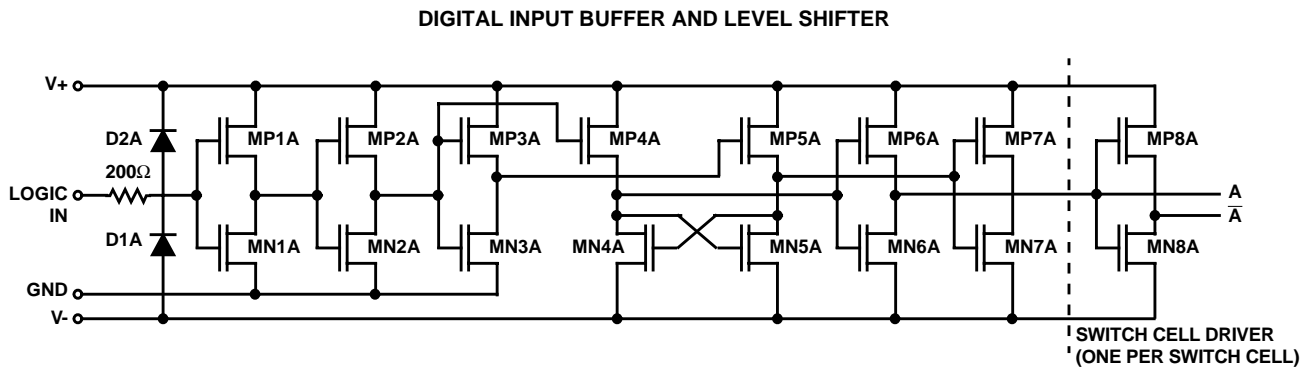 DIGITAL INPUT BUFFER AND LEVEL SHIFTER
V+
D2A
MP1A
MP2A
MP3A
MP4A
MP5A
MP6A
MP7A
MP8A
200Ω
LOGIC
IN
A
A̅
D1A
MN1A
MN2A
MN3A
MN4A
MN5A
MN6A
MN7A
MN8A
GND
V-
SWITCH CELL DRIVER
(ONE PER SWITCH CELL)